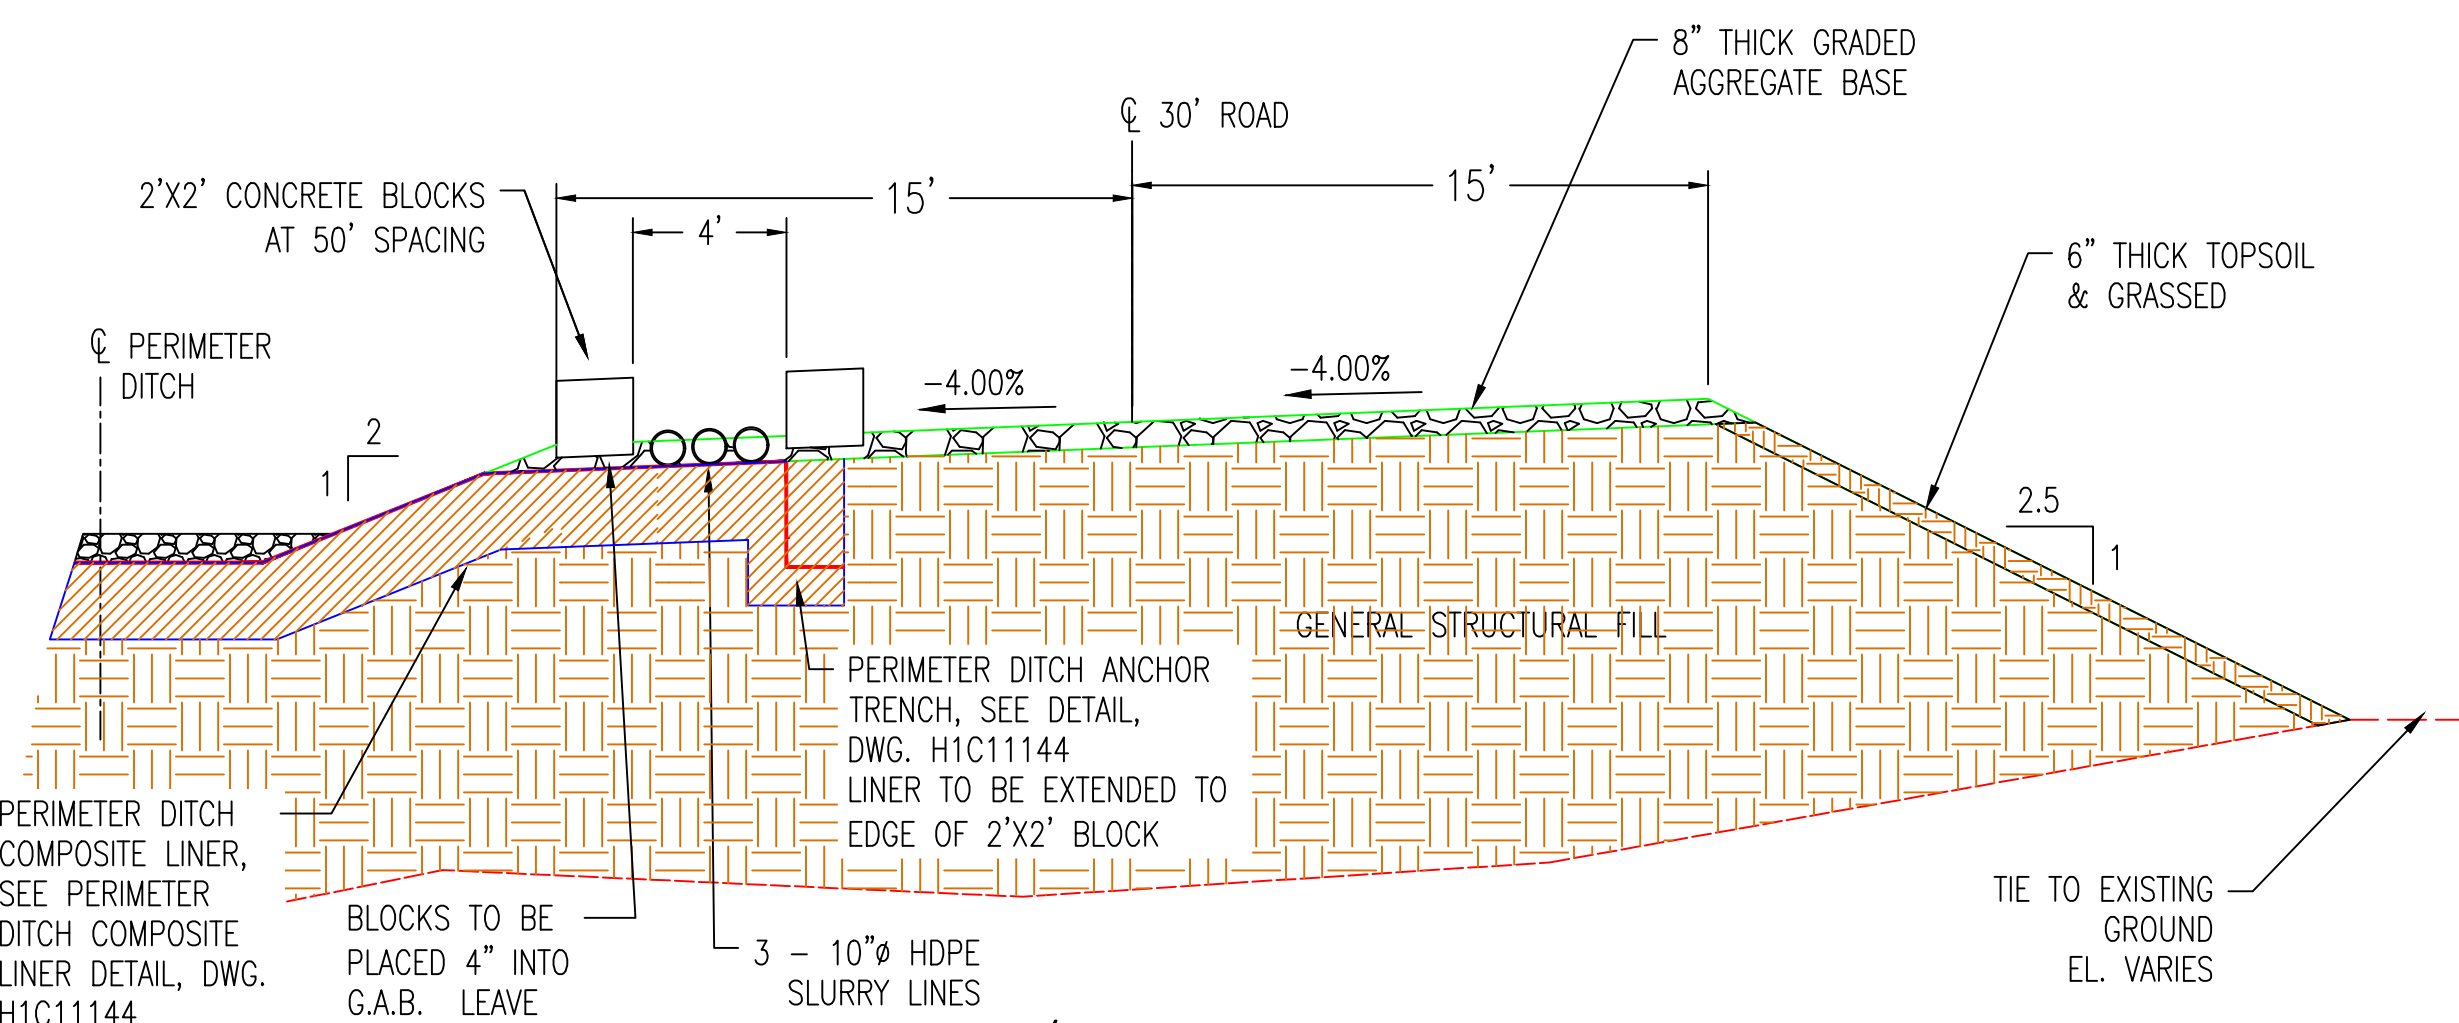 8” THICK GRADED
AGGREGATE BASE
℄ 30’ ROAD
2’X2’ CONCRETE BLOCKS
AT 50’ SPACING
15’
15’
4’
6” THICK TOPSOIL
& GRASSED
℄ PERIMETER
DITCH
-4.00%
-4.00%
2
1
2.5
1
GENERAL STRUCTURAL FILL
PERIMETER DITCH ANCHOR
TRENCH, SEE DETAIL,
DWG. H1C11144
LINER TO BE EXTENDED TO
EDGE OF 2’X2’ BLOCK
PERIMETER DITCH
COMPOSITE LINER,
SEE PERIMETER
DITCH COMPOSITE
LINER DETAIL, DWG.
H1C11144
BLOCKS TO BE
PLACED 4” INTO
G.A.B. LEAVE
3 - 10”ø HDPE
SLURRY LINES
TIE TO EXISTING
GROUND
EL. VARIES